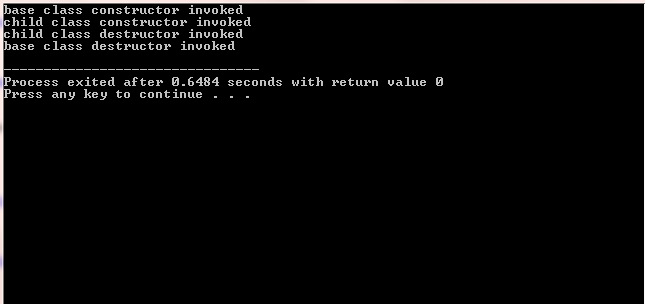 base class constructor invoked
child class constructor invoked
child class destructor invoked
base class destructor invoked
--------------------------------
Process exited after 0.6484 seconds with return value 0
Press any key to continue . . .